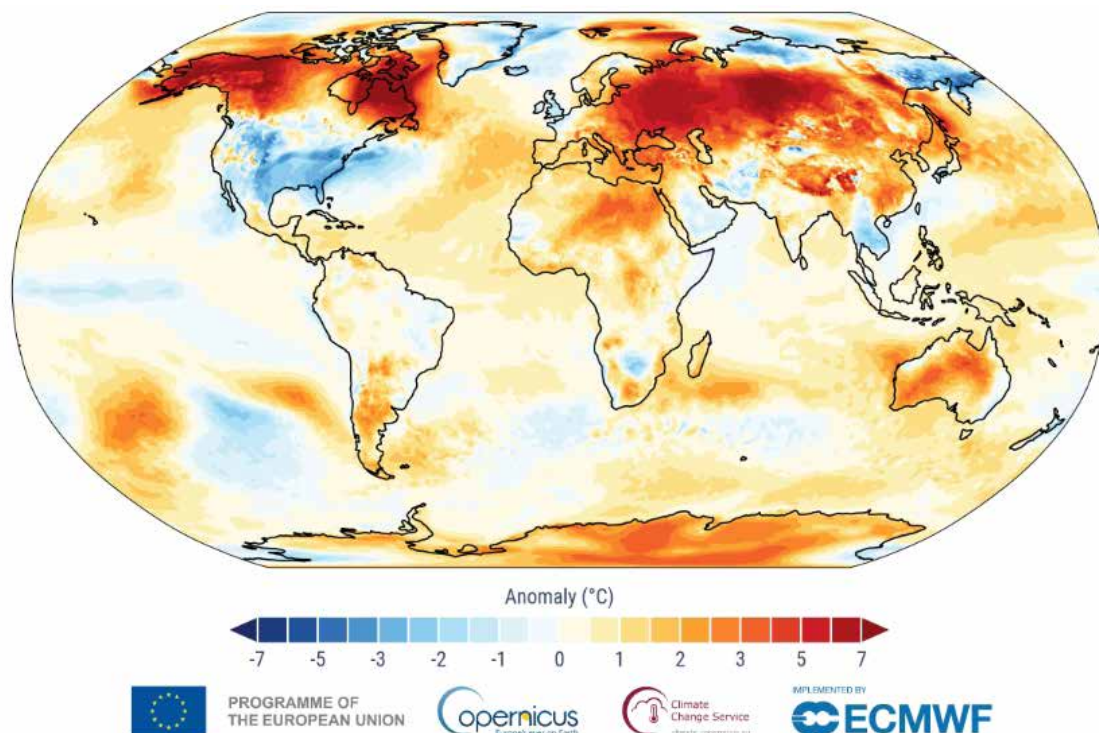 Anomaly (°C)
-7 -5 -3 -2 -1 0 1 2 3 5 7
PROGRAMME OF
THE EUROPEAN UNION
opernicus
Climate
Change Service
IMPLEMENTED BY
ECMWF